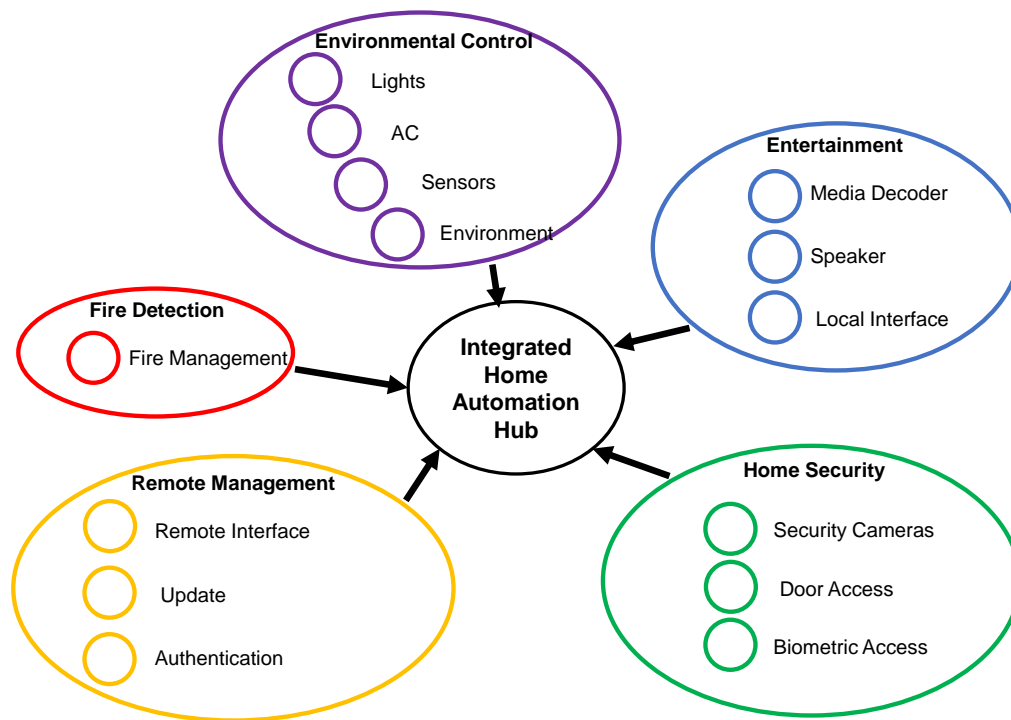 Environmental Control
Lights
AC
Sensors
Environment
Entertainment
Media Decoder
Speaker
Local Interface
Fire Detection
Fire Management
Integrated
Home
Automation
Hub
Remote Management
Remote Interface
Update
Authentication
Home Security
Security Cameras
Door Access
Biometric Access